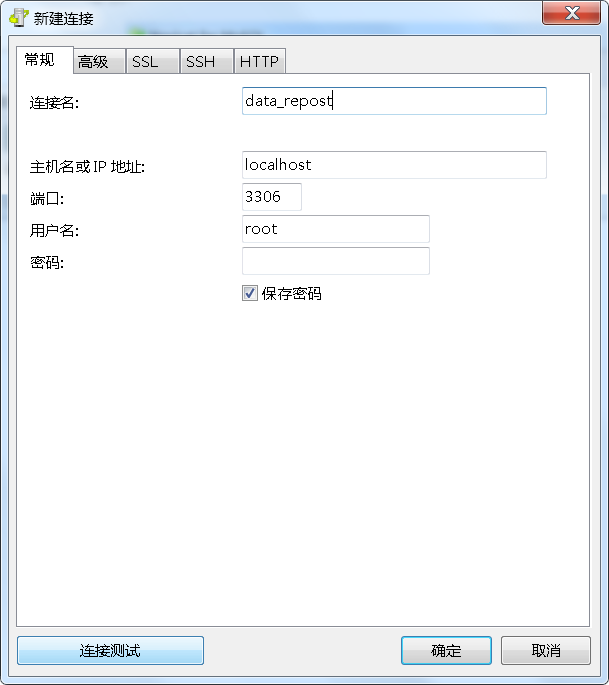 新建连接
常规 高级 SSL SSH HTTP
连接名: data_repost
主机名或 IP 地址: localhost
端口: 3306
用户名: root
密码:
保存密码
连接测试 确定 取消